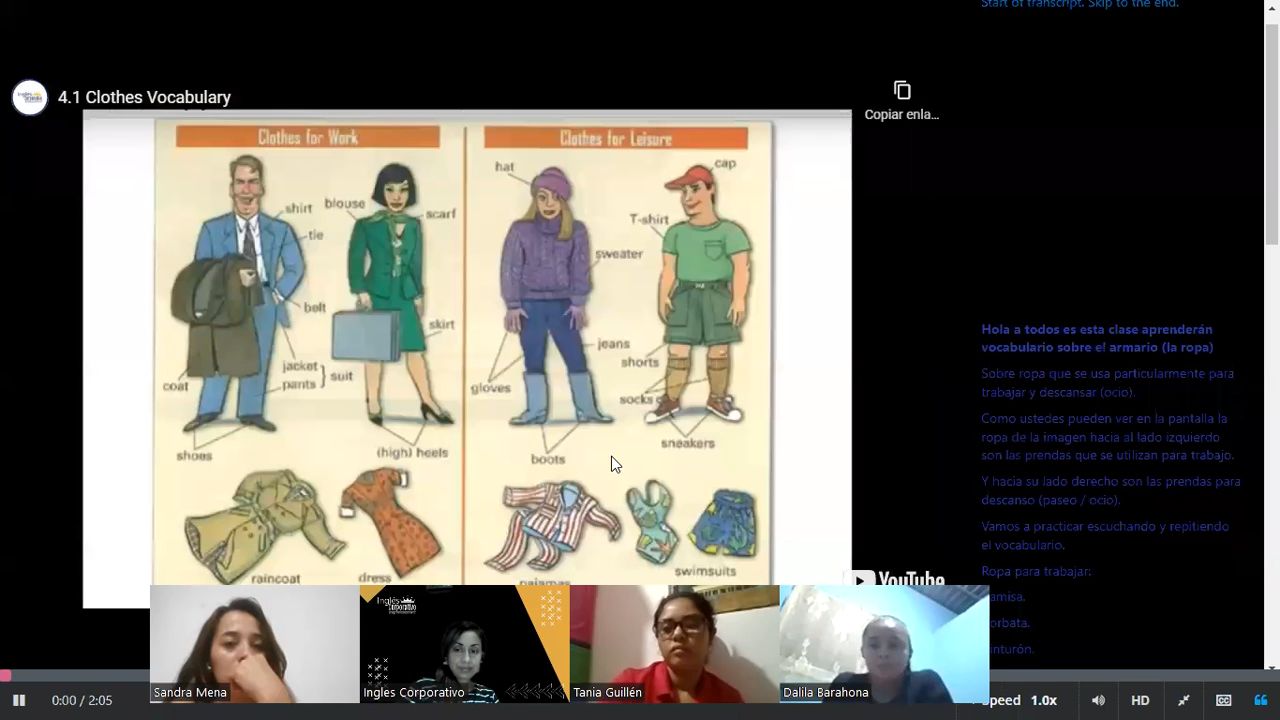 Start of transcript. Skip to the end.
4.1 Clothes Vocabulary
Copiar enla...
Clothes for Work
Clothes for Leisure
hat
cap
shirt
blouse
scarf
T-shirt
tie
sweater
belt
skirt
jeans
shorts
jacket
suit
coat
pants
gloves
socks
shoes
(high) heels
boots
sneakers
raincoat
dress
pajamas
swimsuits
YouTube
Hola a todos es esta clase aprenderán
vocabulario sobre el armario (la ropa)
Sobre ropa que se usa particularmente para
trabajar y descansar (ocio).
Como ustedes pueden ver en la pantalla la
ropa de la imagen hacia al lado izquierdo
son las prendas que se utilizan para trabajo.
Y hacia su lado derecho son las prendas para
descanso (paseo / ocio).
Vamos a practicar escuchando y repitiendo
el vocabulario.
Ropa para trabajar:
amisa.
orbata.
inturón.
Inglés
Corporativo
Sandra Mena
Ingles Corporativo
Tania Guillén
Dalila Barahona
0:00 / 2:05
Speed 1.0x
HD
CC